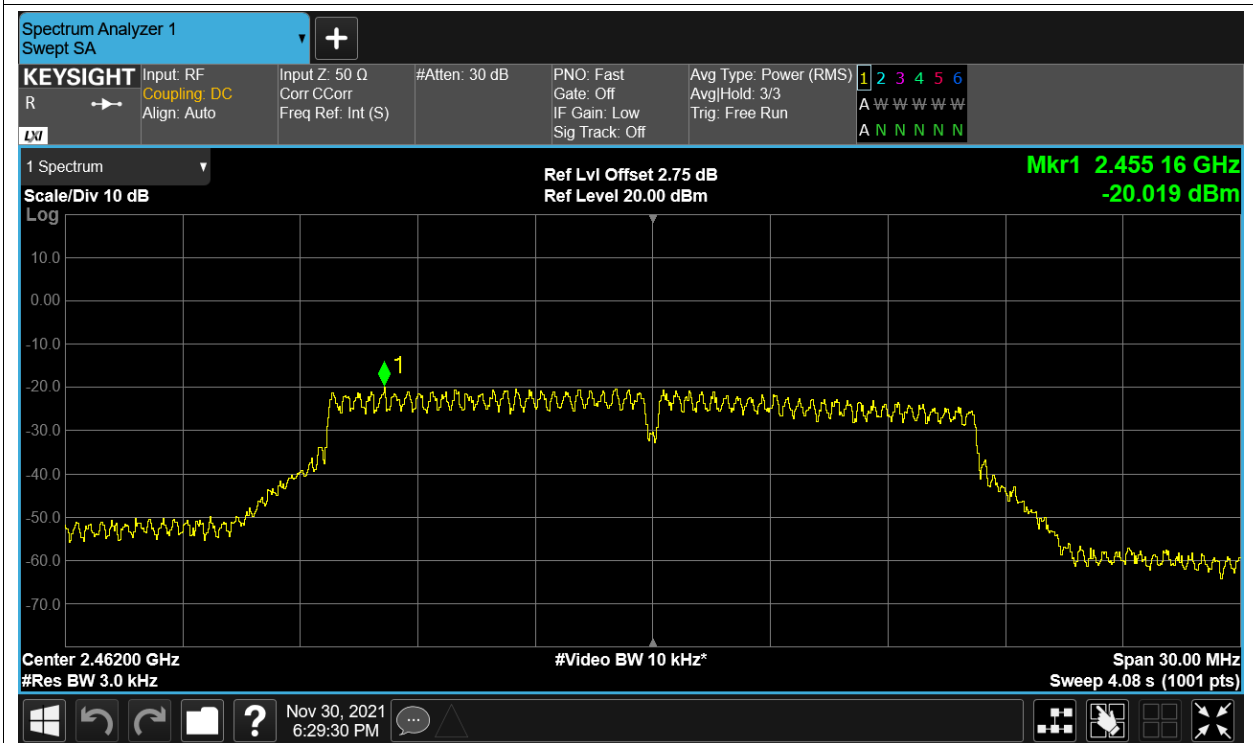 Spectrum Analyzer 1
Swept SA
KEYSIGHT
R
LXI
Input: RF
Coupling: DC
Align: Auto
Input Z: 50 Ω
Corr CCorr
Freq Ref: Int (S)
#Atten: 30 dB
PNO: Fast
Gate: Off
IF Gain: Low
Sig Track: Off
Avg Type: Power (RMS)
Avg|Hold: 3/3
Trig: Free Run
1 2 3 4 5 6
A W W W W W
A N N N N N
1 Spectrum
Scale/Div 10 dB
Log
Ref Lvl Offset 2.75 dB
Ref Level 20.00 dBm
Mkr1 2.455 16 GHz
-20.019 dBm
10.0
0.00
-10.0
-20.0
-30.0
-40.0
-50.0
-60.0
-70.0
1
Center 2.46200 GHz
#Res BW 3.0 kHz
#Video BW 10 kHz*
Span 30.00 MHz
Sweep 4.08 s (1001 pts)
?
Nov 30, 2021
6:29:30 PM